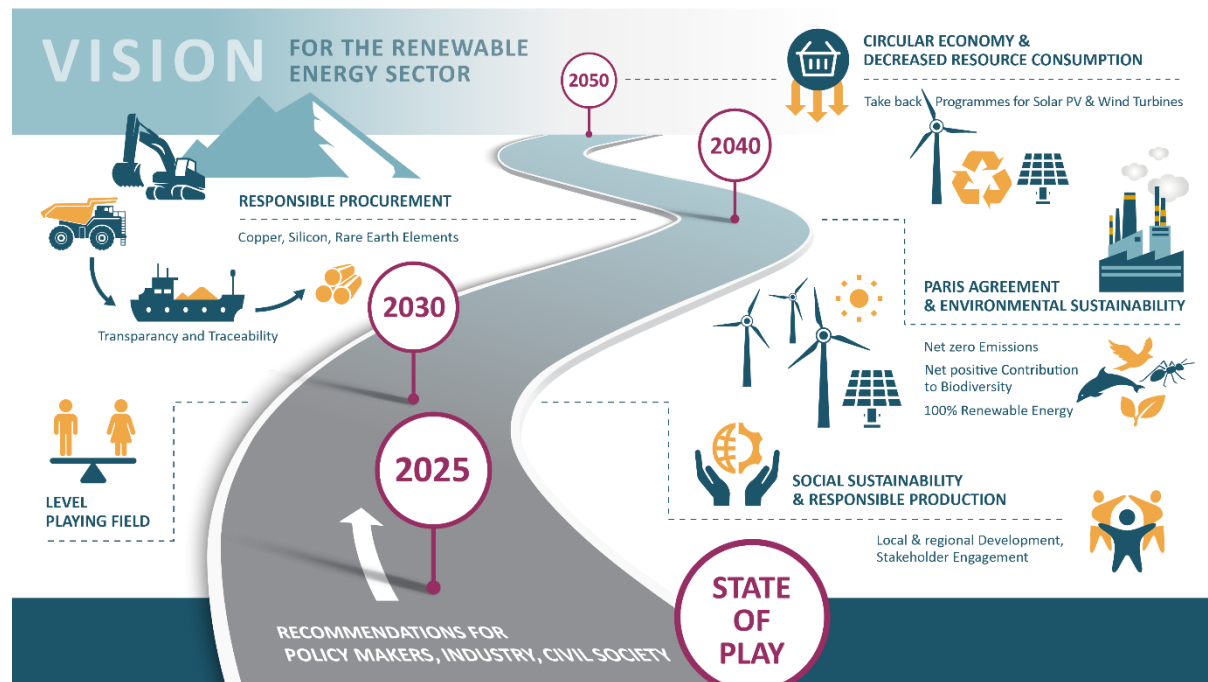 VISION
FOR THE RENEWABLE
ENERGY SECTOR
2050
CIRCULAR ECONOMY &
DECREASED RESOURCE CONSUMPTION
Take back Programmes for Solar PV & Wind Turbines
2040
RESPONSIBLE PROCUREMENT
Copper, Silicon, Rare Earth Elements
Transparancy and Traceability
PARIS AGREEMENT
& ENVIRONMENTAL SUSTAINABILITY
Net zero Emissions
Net positive Contribution
to Biodiversity
100% Renewable Energy
2030
LEVEL
PLAYING FIELD
2025
SOCIAL SUSTAINABILITY
& RESPONSIBLE PRODUCTION
Local & regional Development,
Stakeholder Engagement
STATE
OF
PLAY
RECOMMENDATIONS FOR
POLICY MAKERS, INDUSTRY, CIVIL SOCIETY